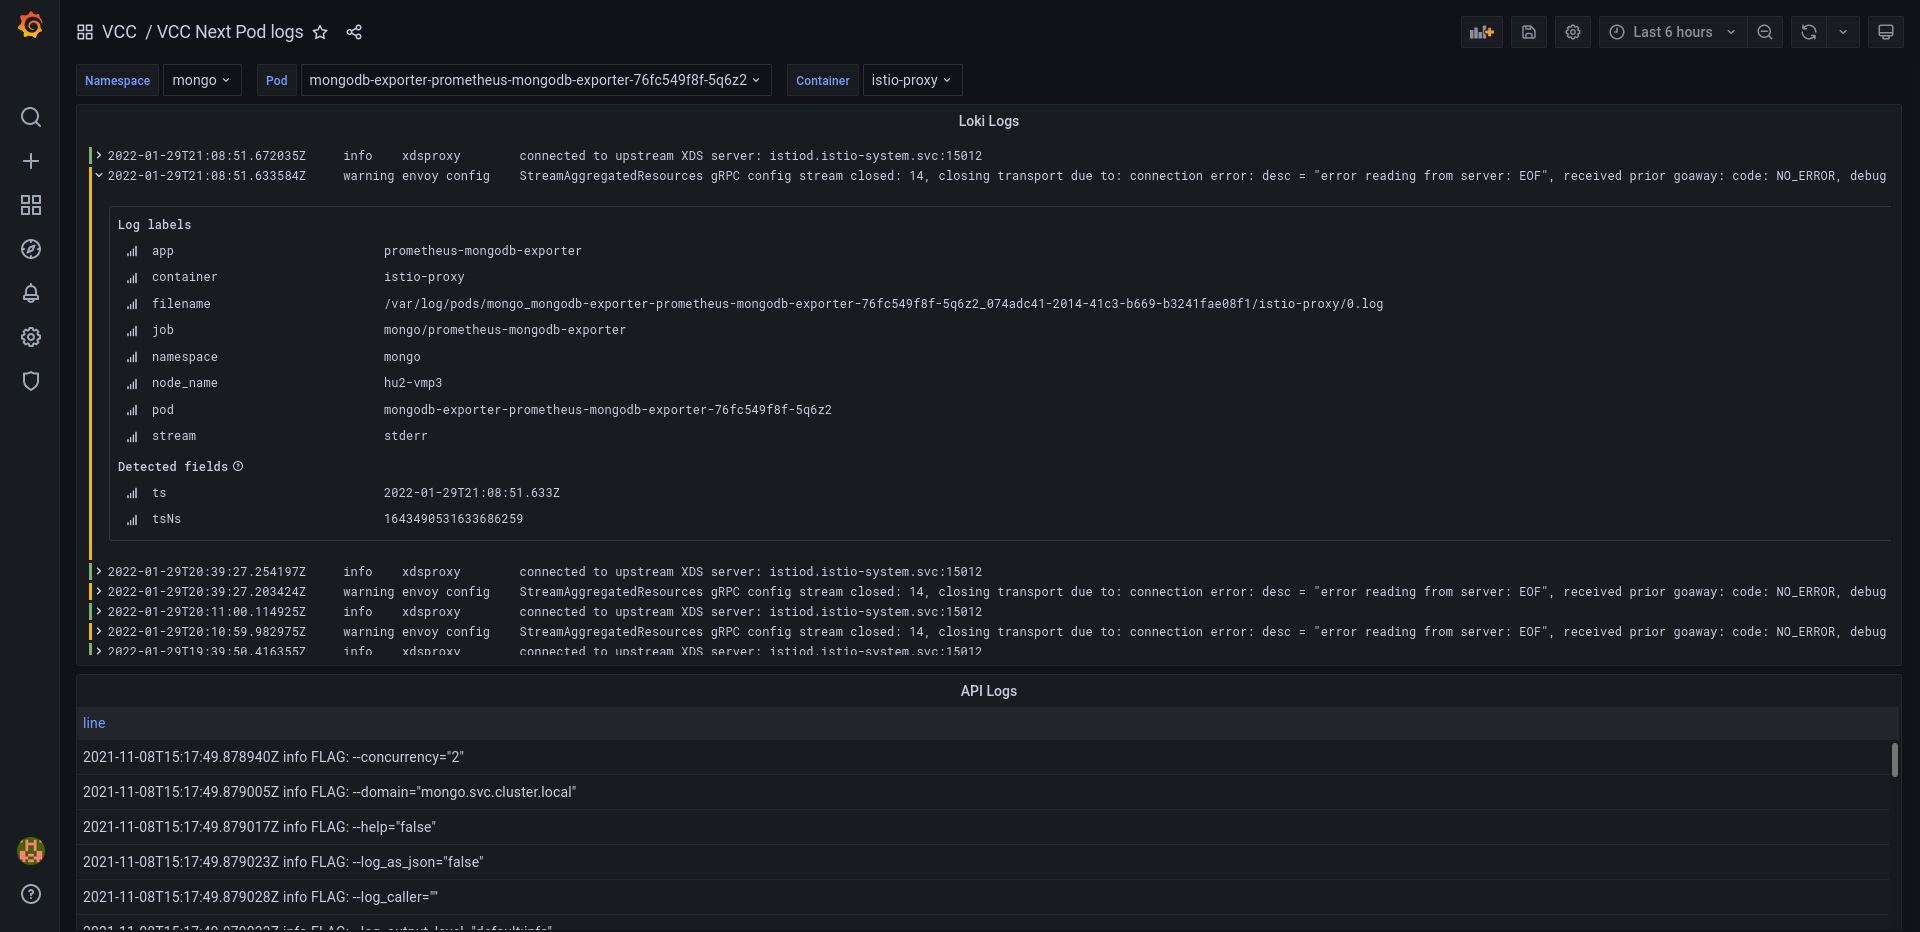 VCC / VCC Next Pod logs
Last 6 hours
Namespace mongo Pod mongodb-exporter-prometheus-mongodb-exporter-76fc549f8f-5q6z2 Container istio-proxy
Loki Logs
2022-01-29T21:08:51.672035Z info xdsproxy connected to upstream XDS server: istiod.istio-system.svc:15012
2022-01-29T21:08:51.633584Z warning envoy config StreamAggregatedResources gRPC config stream closed: 14, closing transport due to: connection error: desc = "error reading from server: EOF", received prior goaway: code: NO_ERROR, debug
Log labels
app prometheus-mongodb-exporter
container istio-proxy
filename /var/log/pods/mongo_mongodb-exporter-prometheus-mongodb-exporter-76fc549f8f-5q6z2_074adc41-2014-41c3-b669-b3241fae08f1/istio-proxy/0.log
job mongo/prometheus-mongodb-exporter
namespace mongo
node_name hu2-vmp3
pod mongodb-exporter-prometheus-mongodb-exporter-76fc549f8f-5q6z2
stream stderr
Detected fields
ts 2022-01-29T21:08:51.633Z
tsNs 1643490531633686259
2022-01-29T20:39:27.254197Z info xdsproxy connected to upstream XDS server: istiod.istio-system.svc:15012
2022-01-29T20:39:27.203424Z warning envoy config StreamAggregatedResources gRPC config stream closed: 14, closing transport due to: connection error: desc = "error reading from server: EOF", received prior goaway: code: NO_ERROR, debug
2022-01-29T20:11:00.114925Z info xdsproxy connected to upstream XDS server: istiod.istio-system.svc:15012
2022-01-29T20:10:59.982975Z warning envoy config StreamAggregatedResources gRPC config stream closed: 14, closing transport due to: connection error: desc = "error reading from server: EOF", received prior goaway: code: NO_ERROR, debug
2022-01-29T19:39:50.416355Z info xdsproxy connected to upstream XDS server: istiod.istio-system.svc:15012
API Logs
line
2021-11-08T15:17:49.878940Z info FLAG: --concurrency="2"
2021-11-08T15:17:49.879005Z info FLAG: --domain="mongo.svc.cluster.local"
2021-11-08T15:17:49.879017Z info FLAG: --help="false"
2021-11-08T15:17:49.879023Z info FLAG: --log_as_json="false"
2021-11-08T15:17:49.879028Z info FLAG: --log_caller=""